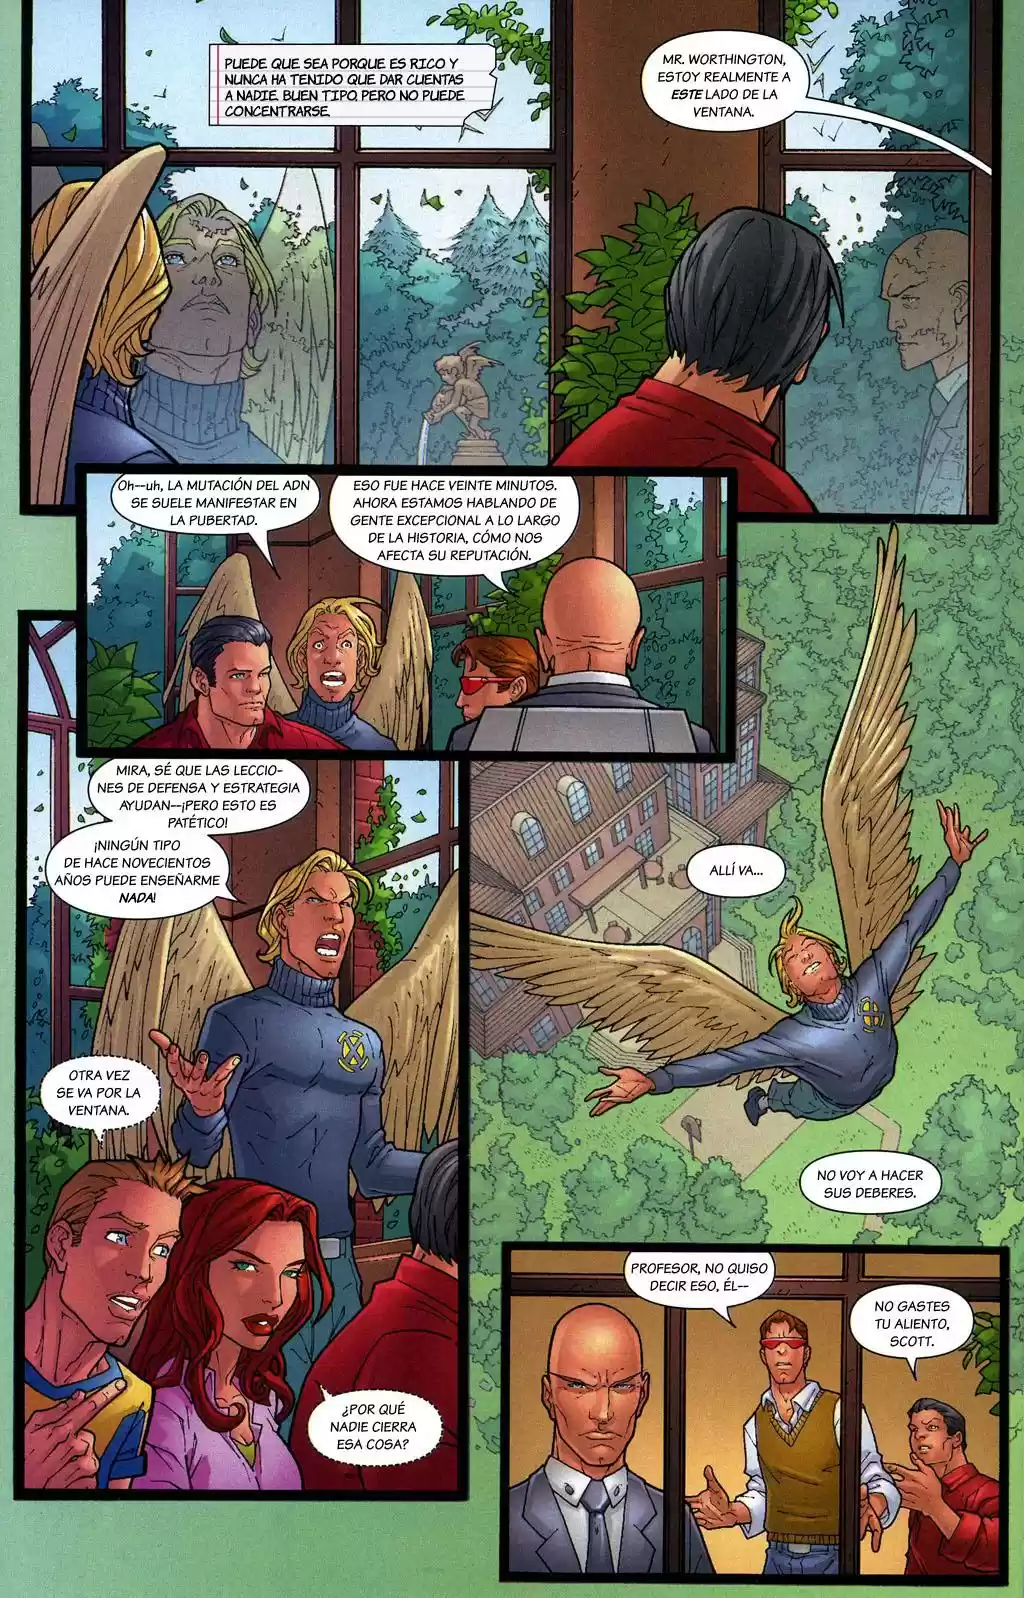 PUEDE QUE SEA PORQUE ES RICO Y
NUNCA HA TENIDO QUE DAR CUENTAS
A NADIE. BUEN TIPO, PERO NO PUEDE
CONCENTRARSE.
MR. WORTHINGTON,
ESTOY REALMENTE A
ESTE LADO DE LA
VENTANA.
Oh--uh, LA MUTACIÓN DEL ADN
SE SUELE MANIFESTAR EN
LA PUBERTAD.
ESO FUE HACE VEINTE MINUTOS.
AHORA ESTAMOS HABLANDO DE
GENTE EXCEPCIONAL A LO LARGO
DE LA HISTORIA, CÓMO NOS
AFECTA SU REPUTACIÓN.
MIRA, SÉ QUE LAS LECCIO-
NES DE DEFENSA Y ESTRATEGIA
AYUDAN--¡PERO ESTO ES
PATÉTICO!
¡NINGÚN TIPO
DE HACE NOVECIENTOS
AÑOS PUEDE ENSEÑARME
NADA!
OTRA VEZ
SE VA POR LA
VENTANA.
¿POR QUÉ
NADIE CIERRA
ESA COSA?
ALLÍ VA...
NO VOY A HACER
SUS DEBERES.
PROFESOR, NO QUISO
DECIR ESO, ÉL--
NO GASTES
TU ALIENTO,
SCOTT.